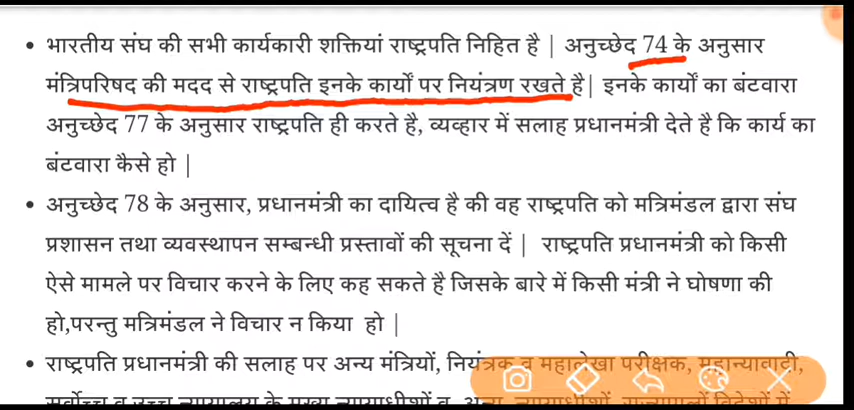 भारतीय संघ की सभी कार्यकारी शक्तियां राष्ट्रपति निहित है | अनुच्छेद 74 के अनुसार
मंत्रिपरिषद की मदद से राष्ट्रपति इनके कार्यों पर नियंत्रण रखते है| इनके कार्यों का बंटवारा
अनुच्छेद 77 के अनुसार राष्ट्रपति ही करते है, व्यव्हार में सलाह प्रधानमंत्री देते है कि कार्य का
बंटवारा कैसे हो |
अनुच्छेद 78 के अनुसार, प्रधानमंत्री का दायित्व है की वह राष्ट्रपति को मत्रिमंडल द्वारा संघ
प्रशासन तथा व्यवस्थापन सम्बन्धी प्रस्तावों की सूचना दें | राष्ट्रपति प्रधानमंत्री को किसी
ऐसे मामले पर विचार करने के लिए कह सकते है जिसके बारे में किसी मंत्री ने घोषणा की
हो,परन्तु मत्रिमंडल ने विचार न किया हो |
राष्ट्रपति प्रधानमंत्री की सलाह पर अन्य मंत्रियों, नियंत्रक व महालेखा परीक्षक, महान्यावादी,